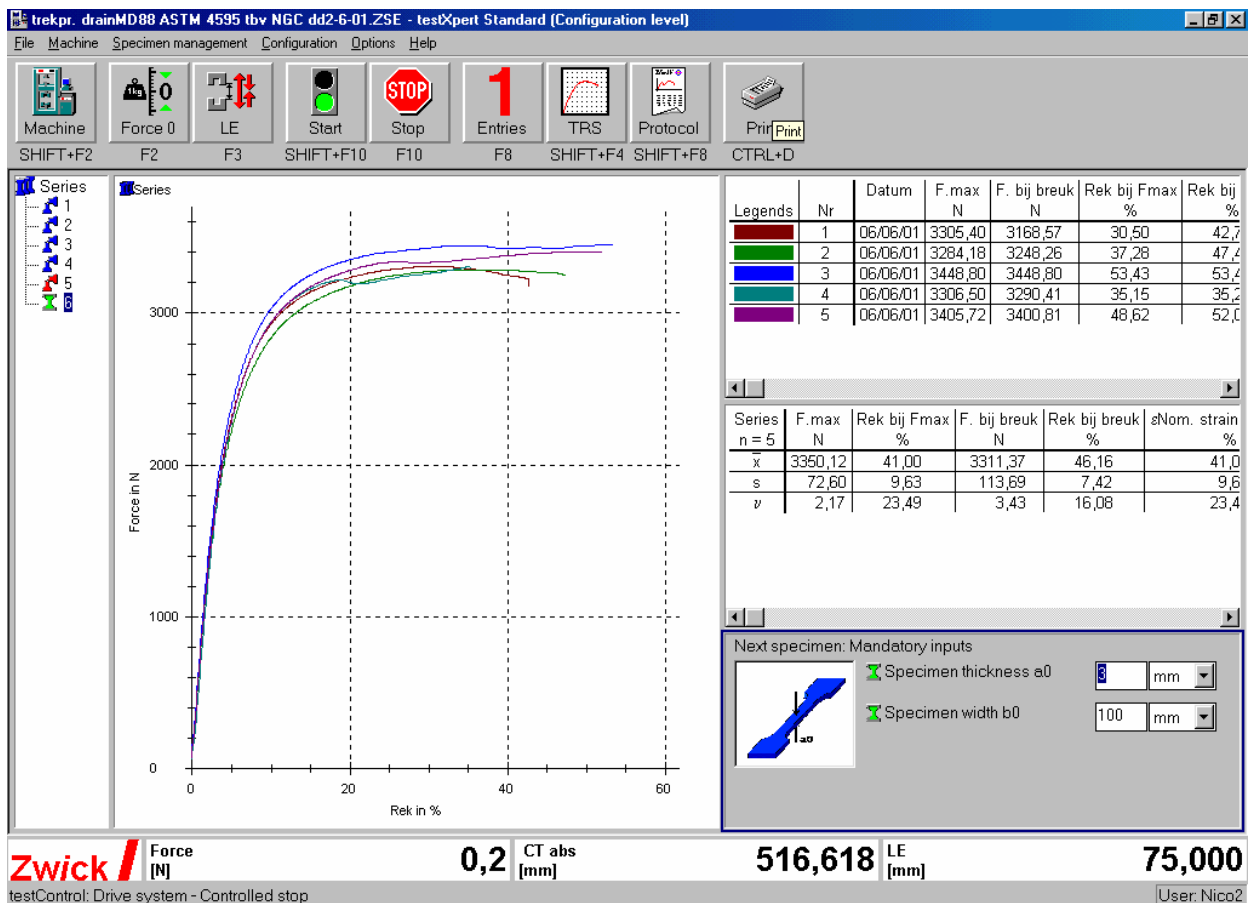 trekpr. drainMD88 ASTM 4595 tbv NGC dd2-6-01.ZSE - testXpert Standard (Configuration level)
File Machine Specimen management Configuration Options Help
Machine Force 0 LE Start Stop Entries TRS Protocol Prin Print
SHIFT+F2 F2 F3 SHIFT+F10 F10 F8 SHIFT+F4 SHIFT+F8 CTRL+D
Series
1
2
3
4
5
6
Series
Force in N
3000
2000
1000
0
0 20 40 60
Rek in %
Datum F.max F. bij breuk Rek bij Fmax Rek bij
Legends Nr N N % %
1 06/06/01 3305,40 3168,57 30,50 42,7
2 06/06/01 3284,18 3248,26 37,28 47,4
3 06/06/01 3448,80 3448,80 53,43 53,4
4 06/06/01 3306,50 3290,41 35,15 35,2
5 06/06/01 3405,72 3400,81 48,62 52,0
Series F.max Rek bij Fmax F. bij breuk Rek bij breuk εNom. strain
n = 5 N % N % %
x̄ 3350,12 41,00 3311,37 46,16 41,0
s 72,60 9,63 113,69 7,42 9,6
ν 2,17 23,49 3,43 16,08 23,4
Next specimen: Mandatory inputs
Specimen thickness a0 3 mm
Specimen width b0 100 mm
a0
Zwick Force [N] 0,2 CT abs [mm] 516,618 LE [mm] 75,000
testControl: Drive system - Controlled stop User: Nico2